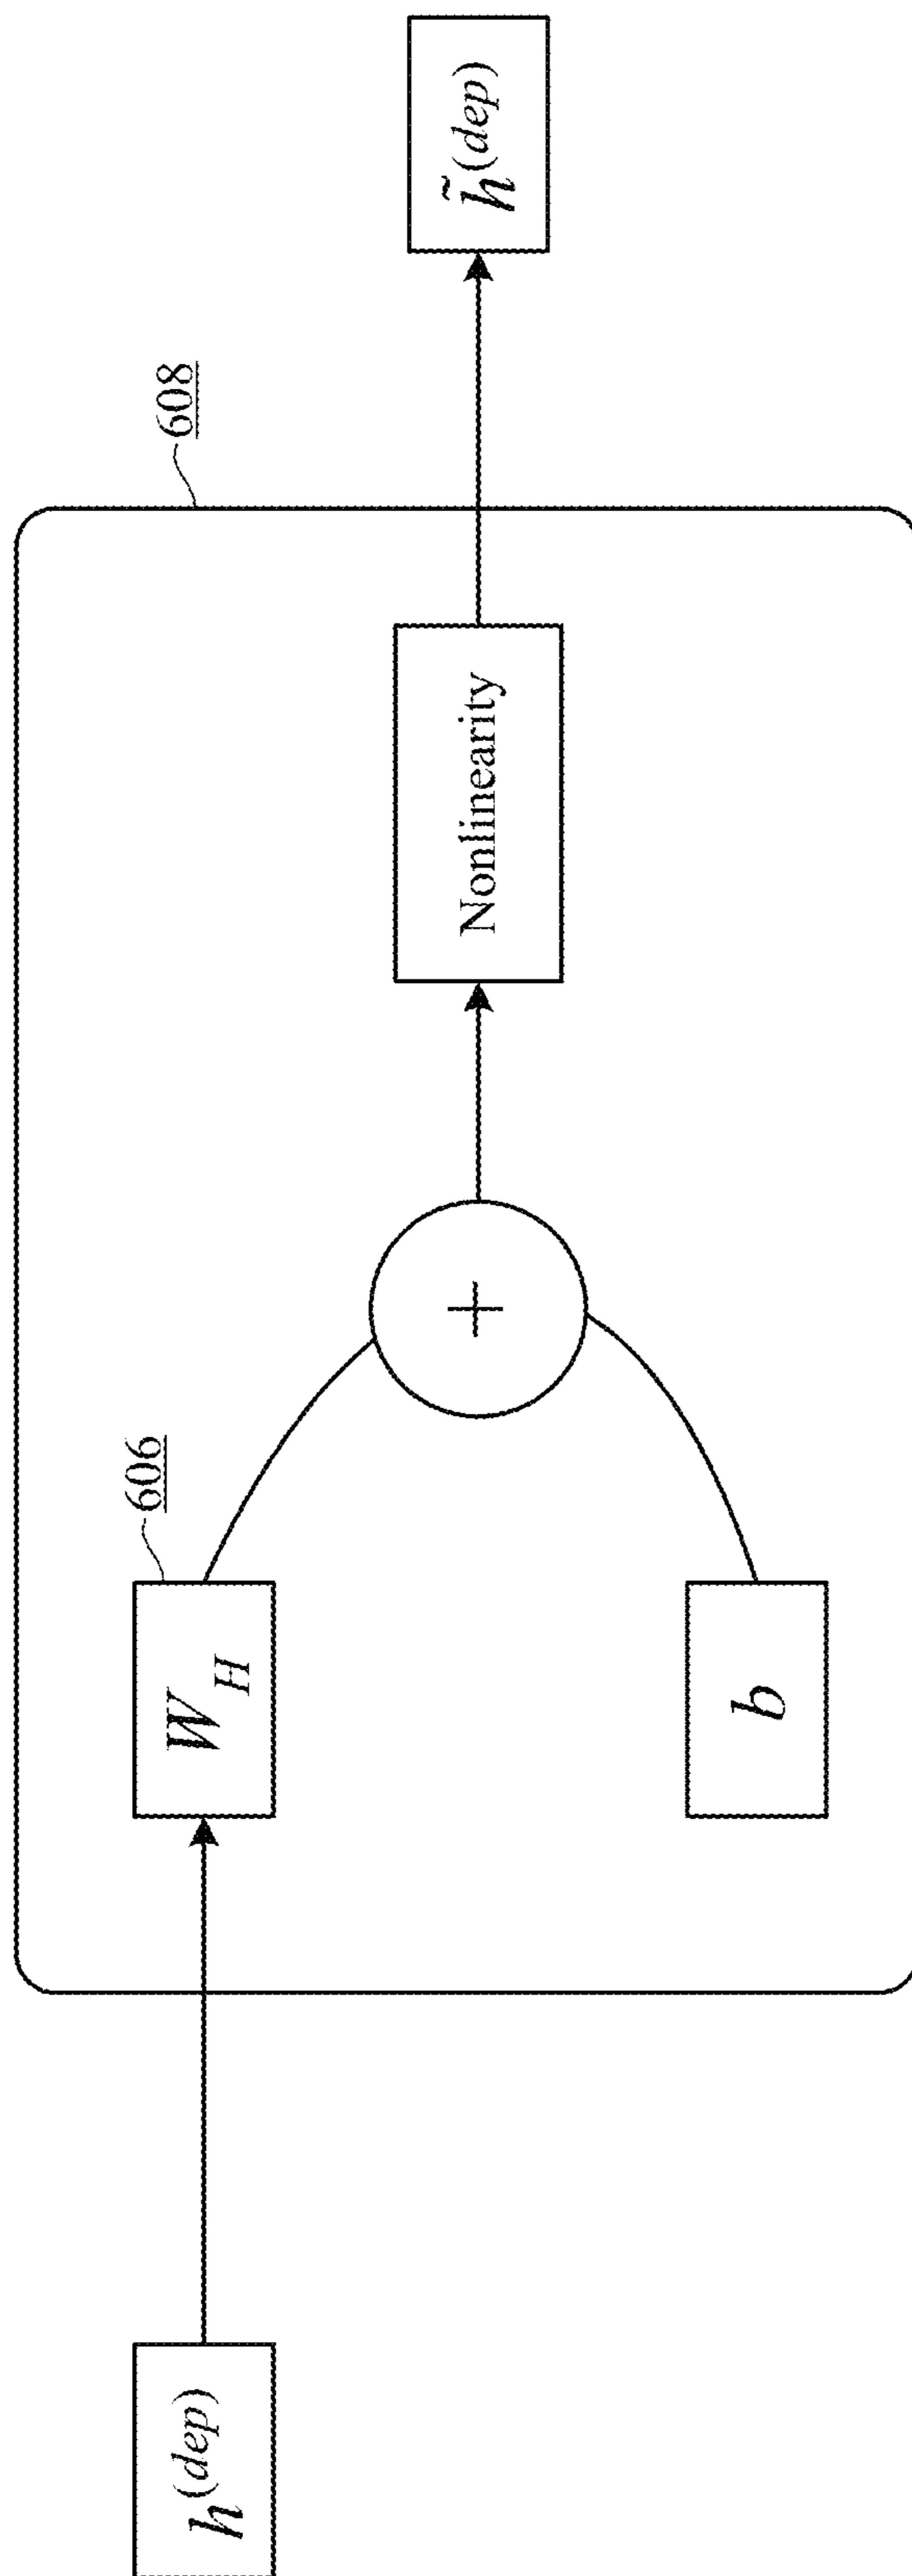 h^(dep)
606
W_H
b
+
Nonlinearity
608
h̃^(dep)